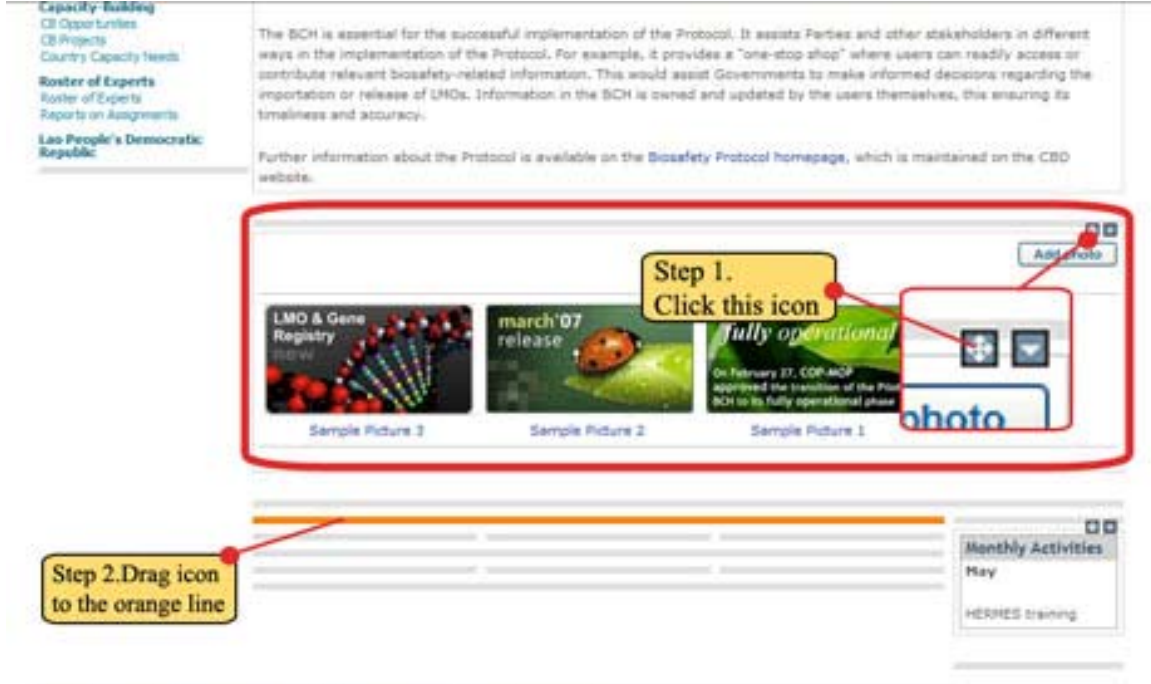 Capacity-Building
CB Opportunities
CB Projects
Country Capacity Needs
Roster of Experts
Roster of Experts
Reports on Assignments
Lao People's Democratic
Republic
The BCH is essential for the successful implementation of the Protocol. It assists Parties and other stakeholders in different
ways in the implementation of the Protocol. For example, it provides a "one-stop shop" where users can readily access or
contribute relevant biosafety-related information. This would assist Governments to make informed decisions regarding the
importation or release of LMOs. Information in the BCH is owned and updated by the users themselves, this ensuring its
timeliness and accuracy.
Further information about the Protocol is available on the Biosafety Protocol homepage, which is maintained on the CBD
website.
Add photo
Step 1.
Click this icon
LMO & Gene
Registry
new
march'07
release
fully operational
On February 27, COP-MOP
approved the transition of the Pilot
BCH to its fully operational phase
photo
Sample Picture 3
Sample Picture 2
Sample Picture 1
Step 2.Drag icon
to the orange line
Monthly Activities
May
HERMES training